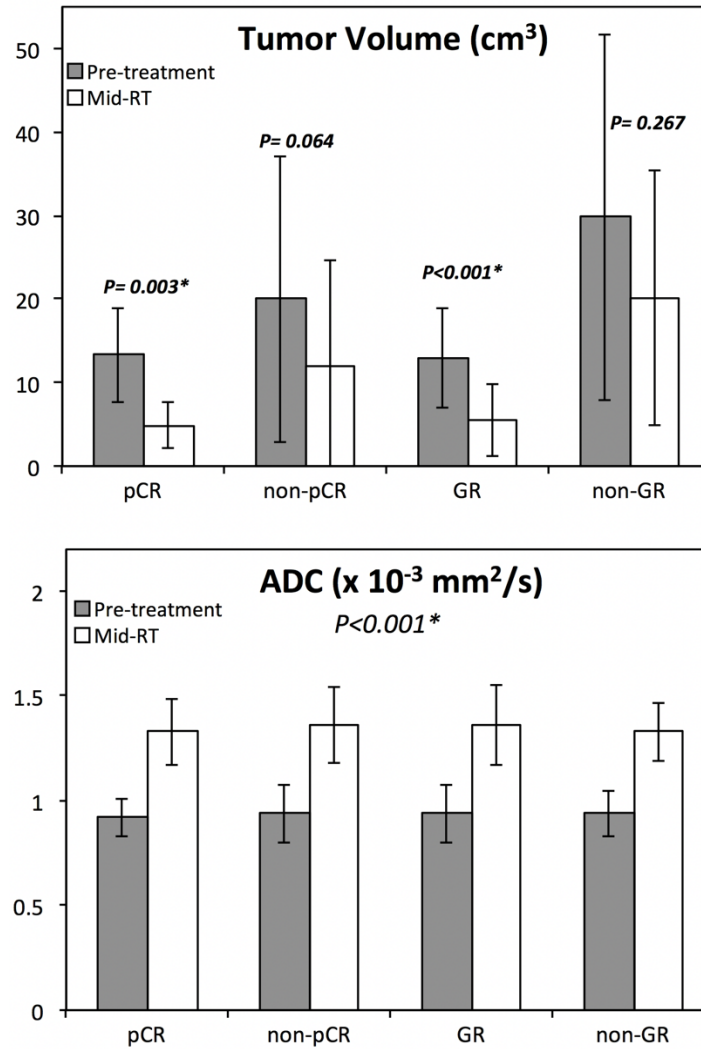 Tumor Volume (cm³)
50
Pre-treatment
Mid-RT
P= 0.064
P= 0.267
40
30
P= 0.003*
P<0.001*
20
10
0
pCR non-pCR GR non-GR
ADC (x 10⁻³ mm²/s)
2
Pre-treatment
P<0.001*
Mid-RT
1.5
1
0.5
0
pCR non-pCR GR non-GR